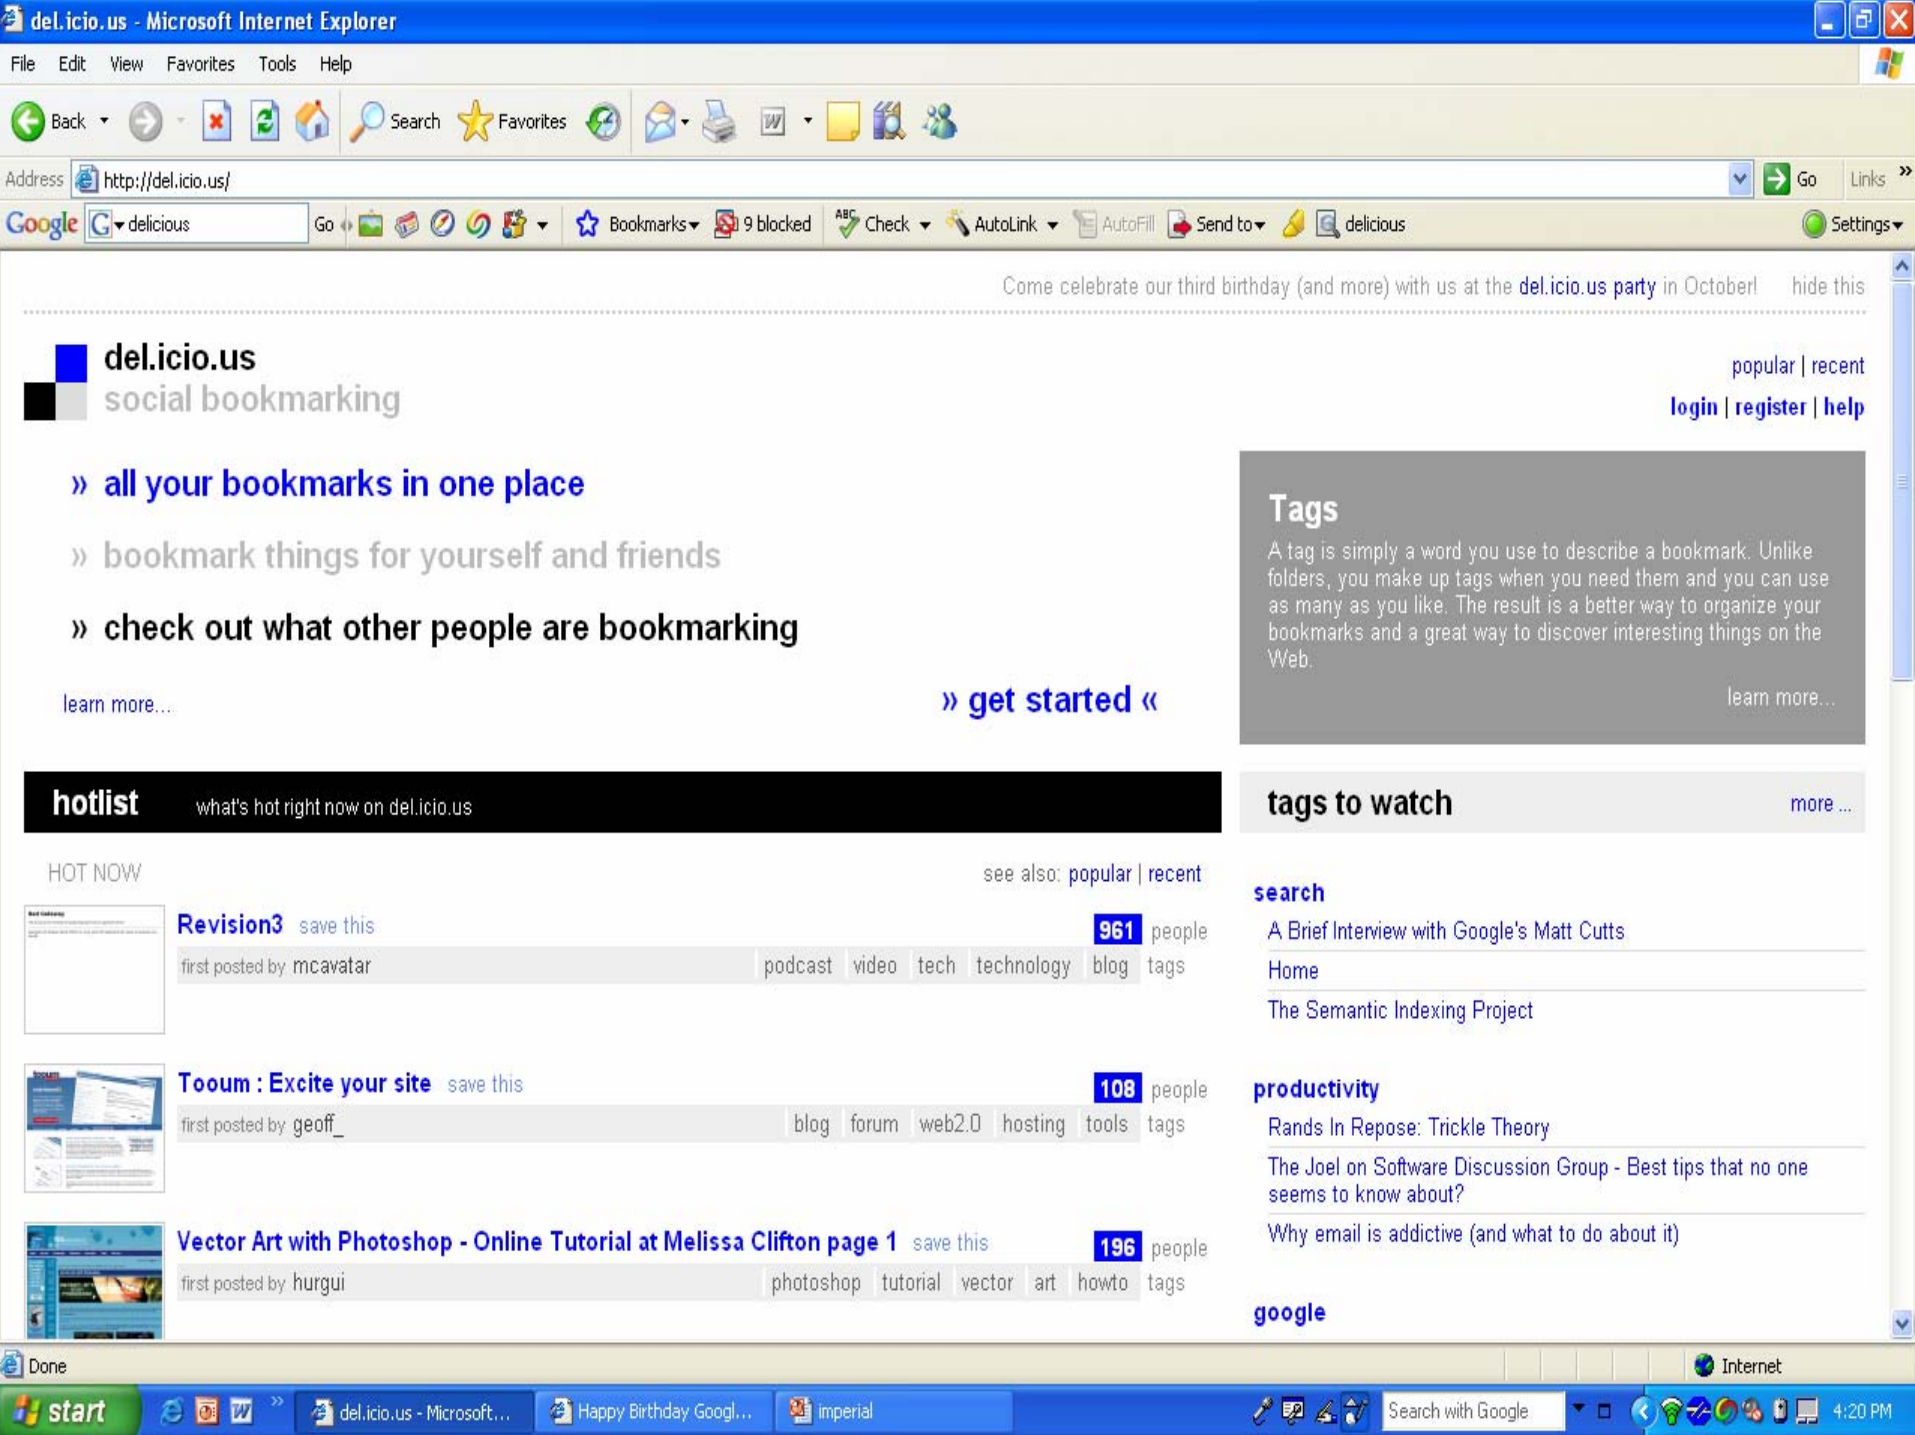 del.icio.us - Microsoft Internet Explorer
File Edit View Favorites Tools Help
Back Search Favorites
Address http://del.icio.us/ Go Links »
Google G delicious Go Bookmarks 9 blocked ABC Check AutoLink AutoFill Send to delicious Settings
Come celebrate our third birthday (and more) with us at the del.icio.us party in October! hide this
del.icio.us
social bookmarking
popular | recent
login | register | help
» all your bookmarks in one place
» bookmark things for yourself and friends
» check out what other people are bookmarking
learn more...
» get started «
Tags
A tag is simply a word you use to describe a bookmark. Unlike
folders, you make up tags when you need them and you can use
as many as you like. The result is a better way to organize your
bookmarks and a great way to discover interesting things on the
Web.
learn more...
hotlist what's hot right now on del.icio.us
HOT NOW see also: popular | recent
Revision3 save this 961 people
first posted by mcavatar podcast video tech technology blog tags
Tooum : Excite your site save this 108 people
first posted by geoff_ blog forum web2.0 hosting tools tags
Vector Art with Photoshop - Online Tutorial at Melissa Clifton page 1 save this 196 people
first posted by hurgui photoshop tutorial vector art howto tags
tags to watch more ...
search
A Brief Interview with Google's Matt Cutts
Home
The Semantic Indexing Project
productivity
Rands In Repose: Trickle Theory
The Joel on Software Discussion Group - Best tips that no one
seems to know about?
Why email is addictive (and what to do about it)
google
Done Internet
start » del.icio.us - Microsoft... Happy Birthday Googl... imperial Search with Google 4:20 PM